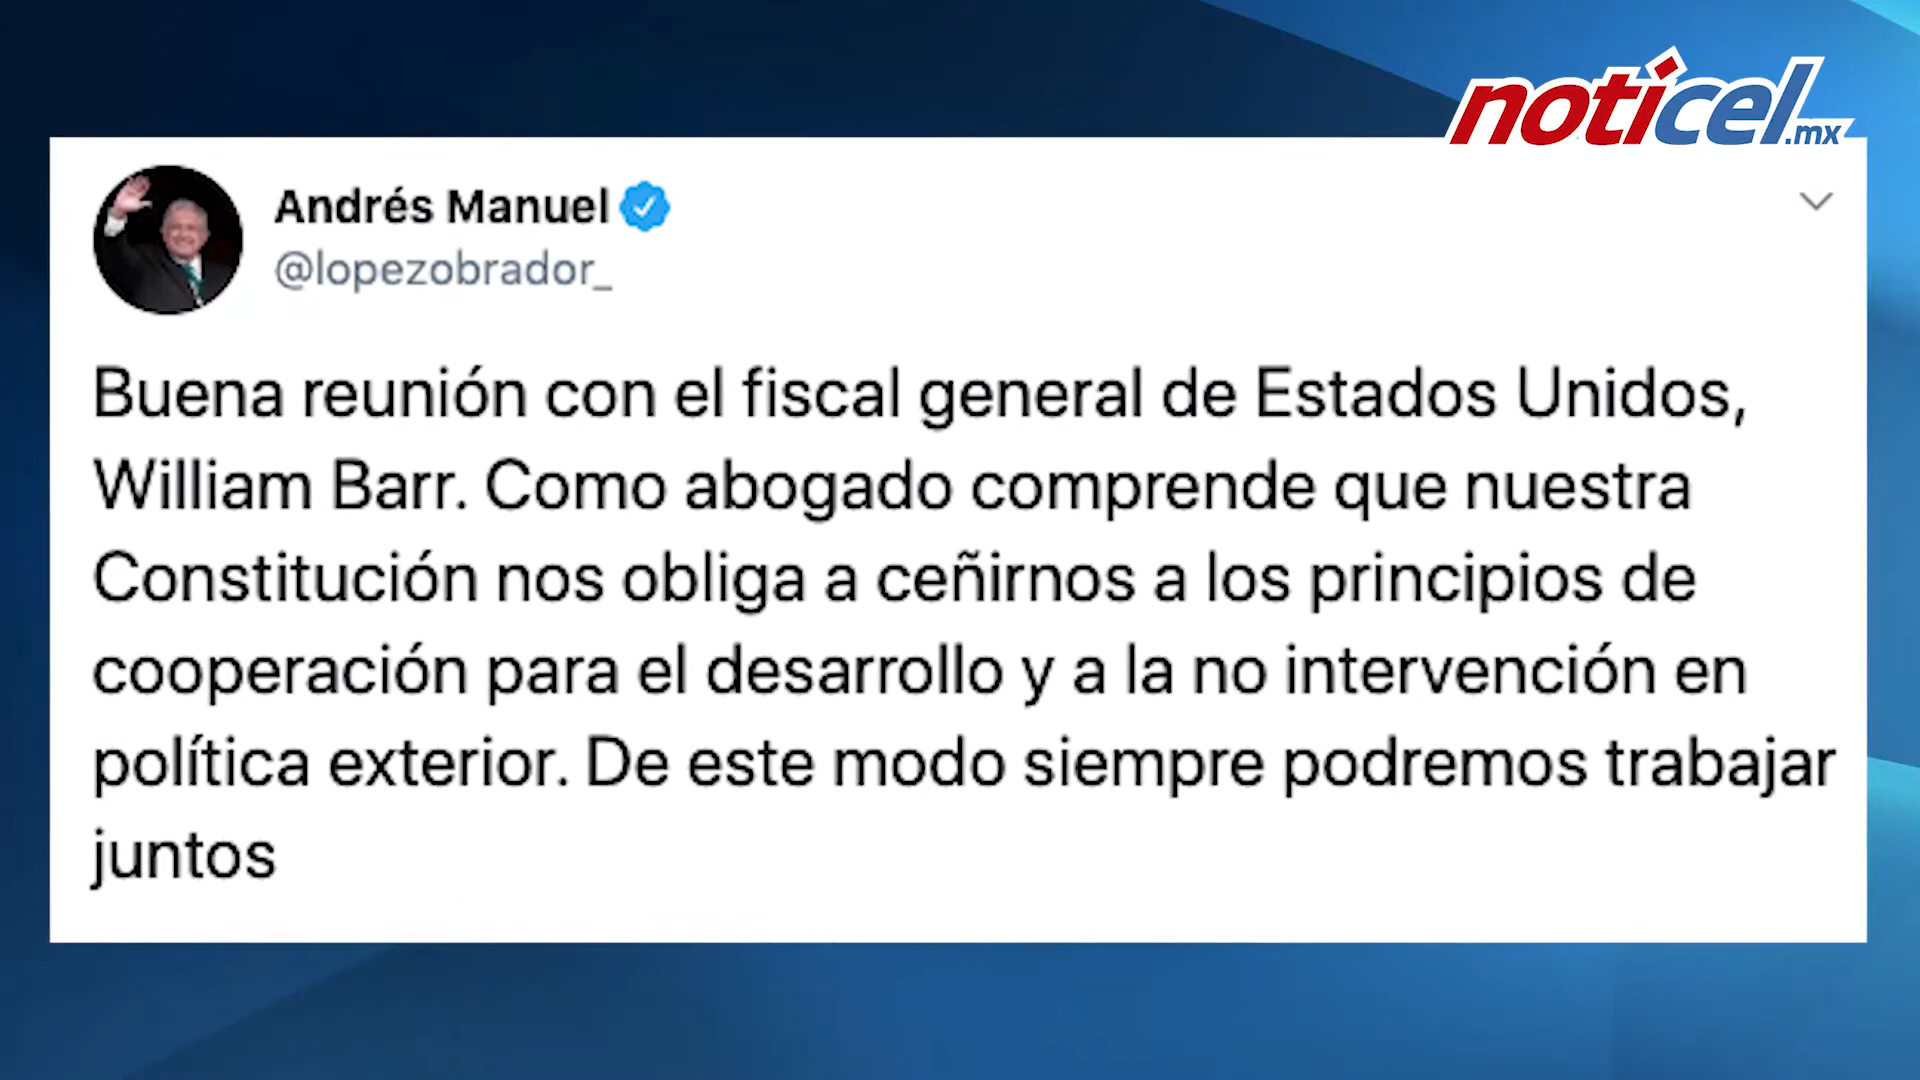 noticel.mx
Andrés Manuel
@lopezobrador_
Buena reunión con el fiscal general de Estados Unidos,
William Barr. Como abogado comprende que nuestra
Constitución nos obliga a ceñirnos a los principios de
cooperación para el desarrollo y a la no intervención en
política exterior. De este modo siempre podremos trabajar
juntos